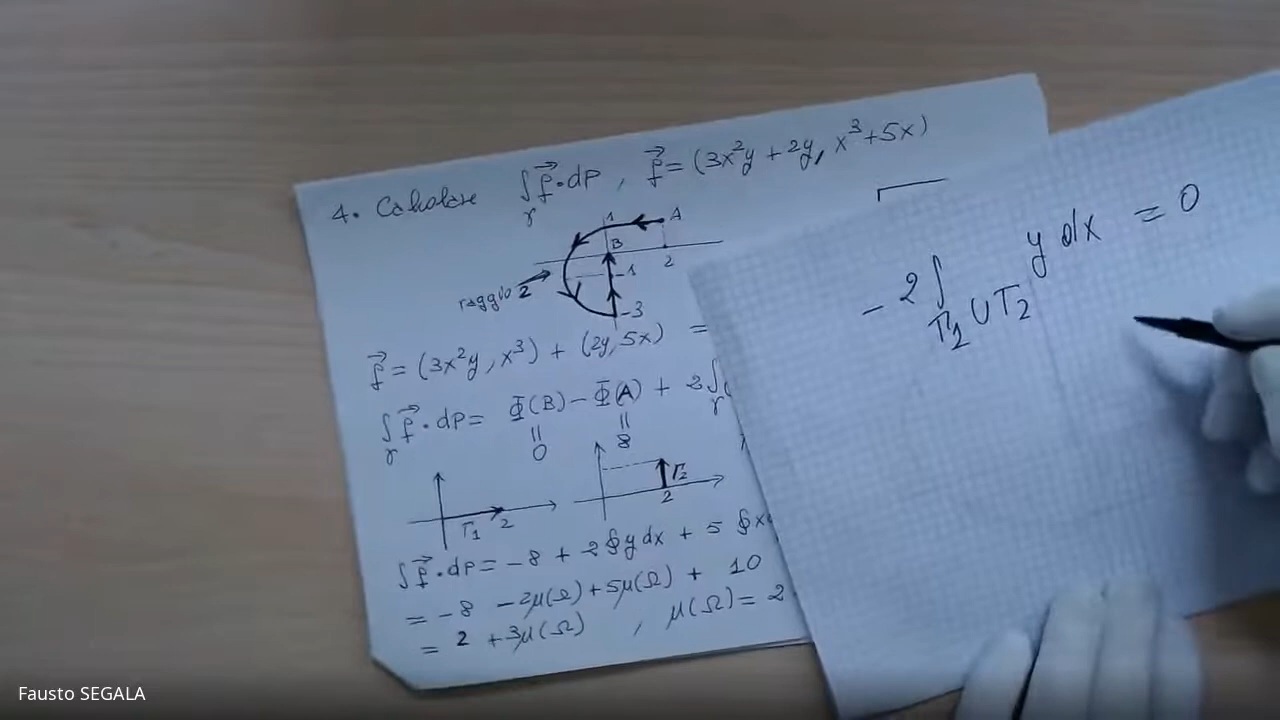 4. Calcolare ∫γ f⃗ · dP , f⃗ = (3x²y + 2y, x³ + 5x)
1 A
B
2
-1
raggio 2
-3
f⃗ = (3x²y, x³) + (2y, 5x) =
∫γ f⃗ · dP = Φ(B) - Φ(A) + 2∫γ
= 0 = 8
Γ1 2
Γ2
2
∫ f⃗ · dP = -8 + 2∮y dx + 5∮x
= -8 -2μ(Ω) + 5μ(Ω) + 10
= 2 + 3μ(Ω) , μ(Ω) = 2
-2∫Γ1∪Γ2 y dx = 0
Fausto SEGALA